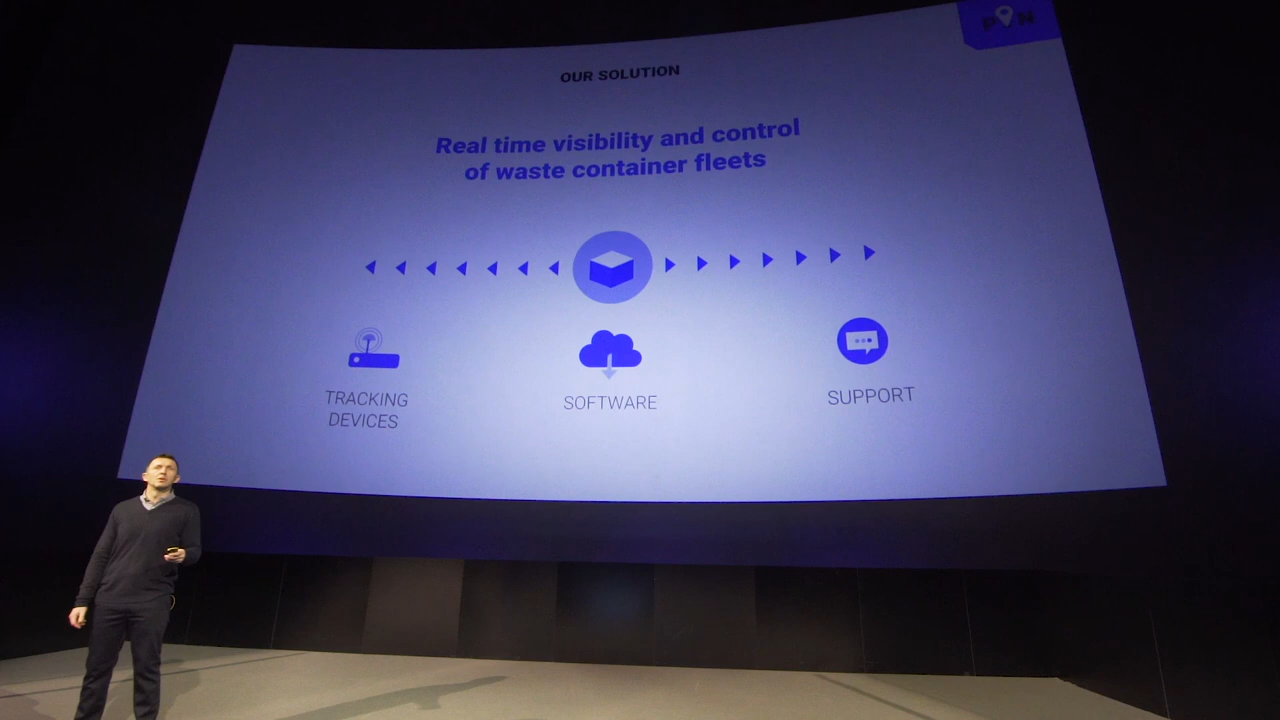 OUR SOLUTION
Real time visibility and control
of waste container fleets
TRACKING
DEVICES
SOFTWARE
SUPPORT